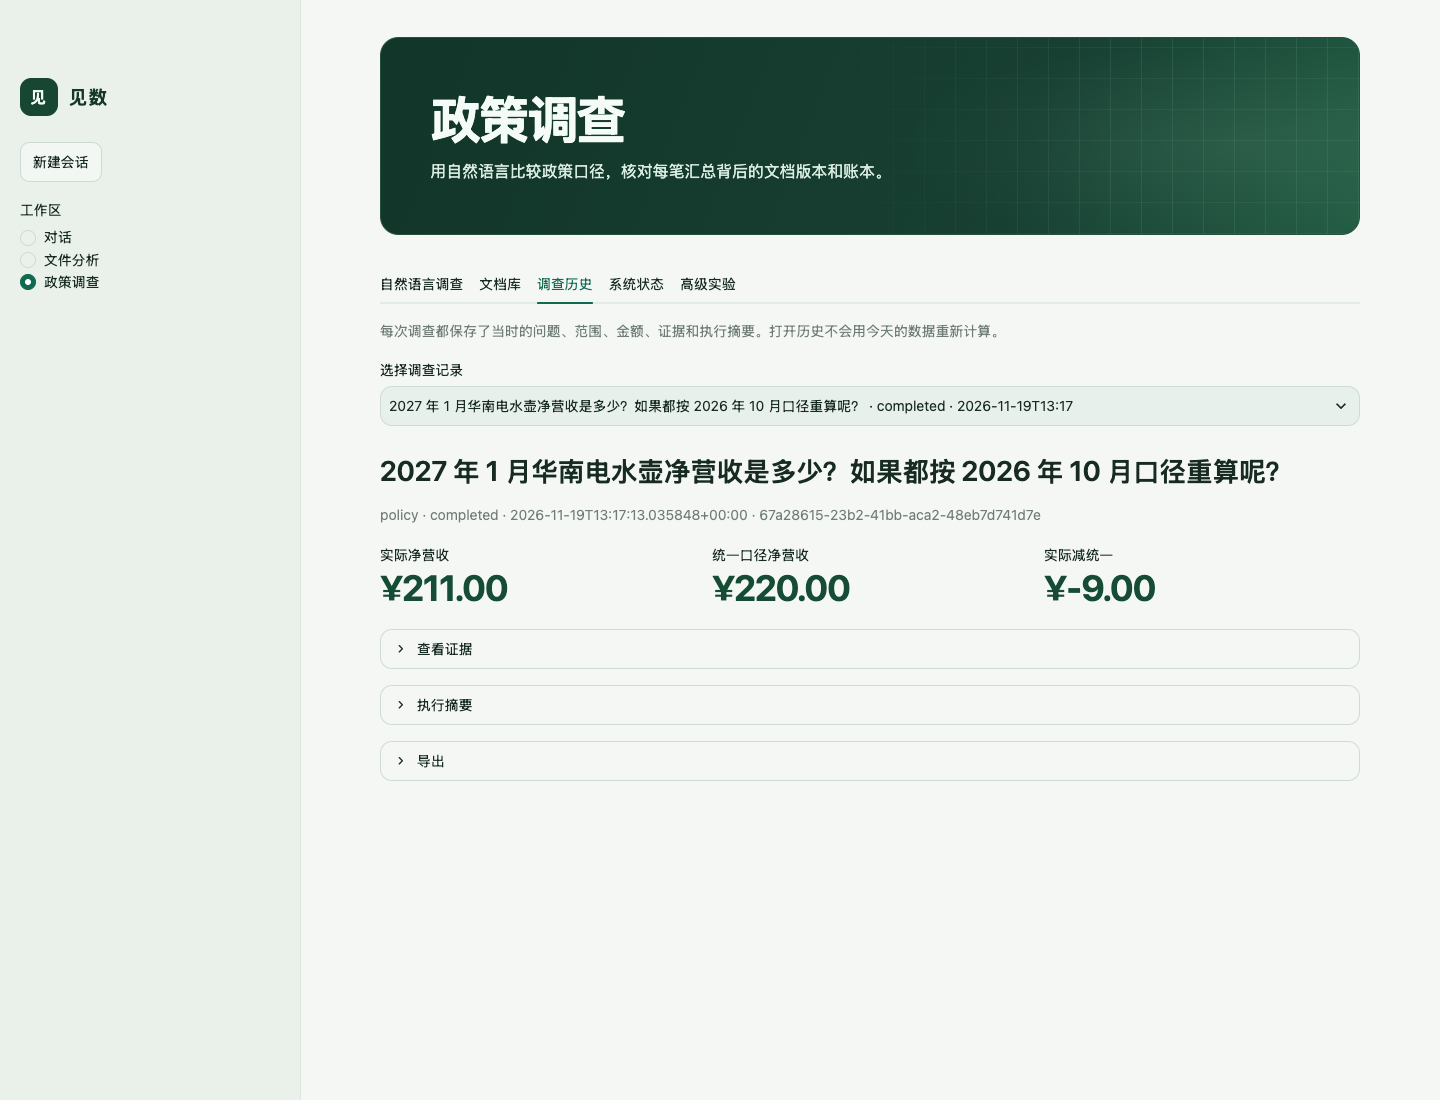 见 见数
新建会话
工作区
对话
文件分析
政策调查
政策调查
用自然语言比较政策口径，核对每笔汇总背后的文档版本和账本。
自然语言调查 文档库 调查历史 系统状态 高级实验
每次调查都保存了当时的问题、范围、金额、证据和执行摘要。打开历史不会用今天的数据重新计算。
选择调查记录
2027 年 1 月华南电水壶净营收是多少？如果都按 2026 年 10 月口径重算呢？ · completed · 2026-11-19T13:17
2027 年 1 月华南电水壶净营收是多少？如果都按 2026 年 10 月口径重算呢？
policy · completed · 2026-11-19T13:17:13.035848+00:00 · 67a28615-23b2-41bb-aca2-48eb7d741d7e
实际净营收 统一口径净营收 实际减统一
¥211.00 ¥220.00 ¥-9.00
查看证据
执行摘要
导出